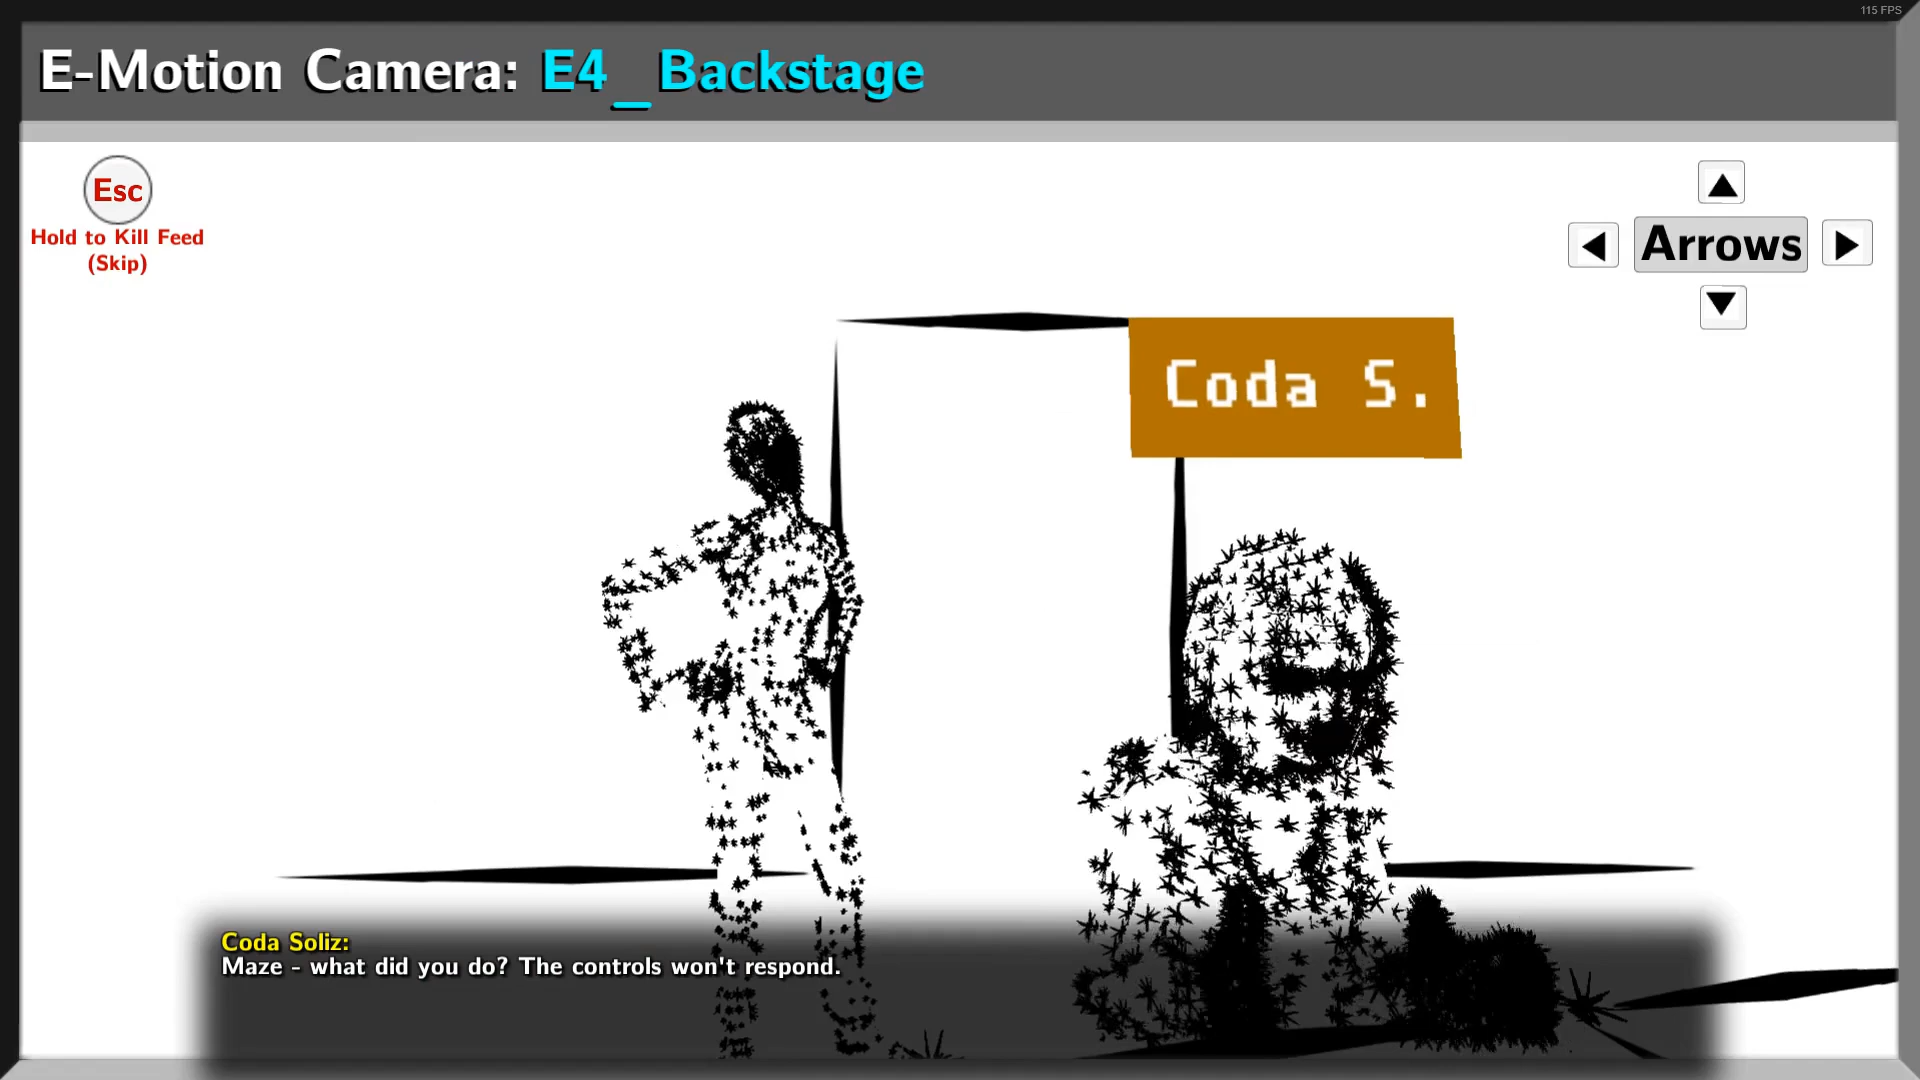 115 FPS
E-Motion Camera: E4_Backstage
Esc
Hold to Kill Feed
(Skip)
Arrows
Coda S.
Coda Soliz:
Maze - what did you do? The controls won't respond.